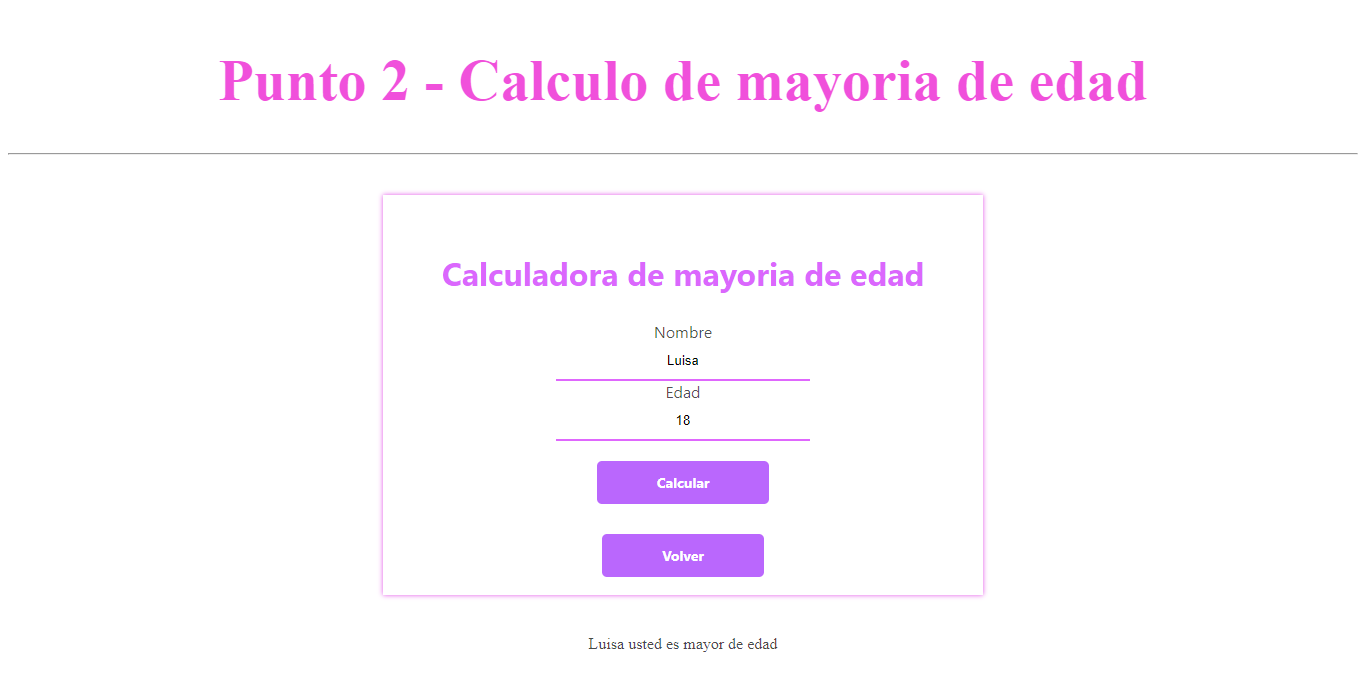 Punto 2 - Calculo de mayoria de edad
Calculadora de mayoria de edad
Nombre
Luisa
Edad
18
Calcular
Volver
Luisa usted es mayor de edad